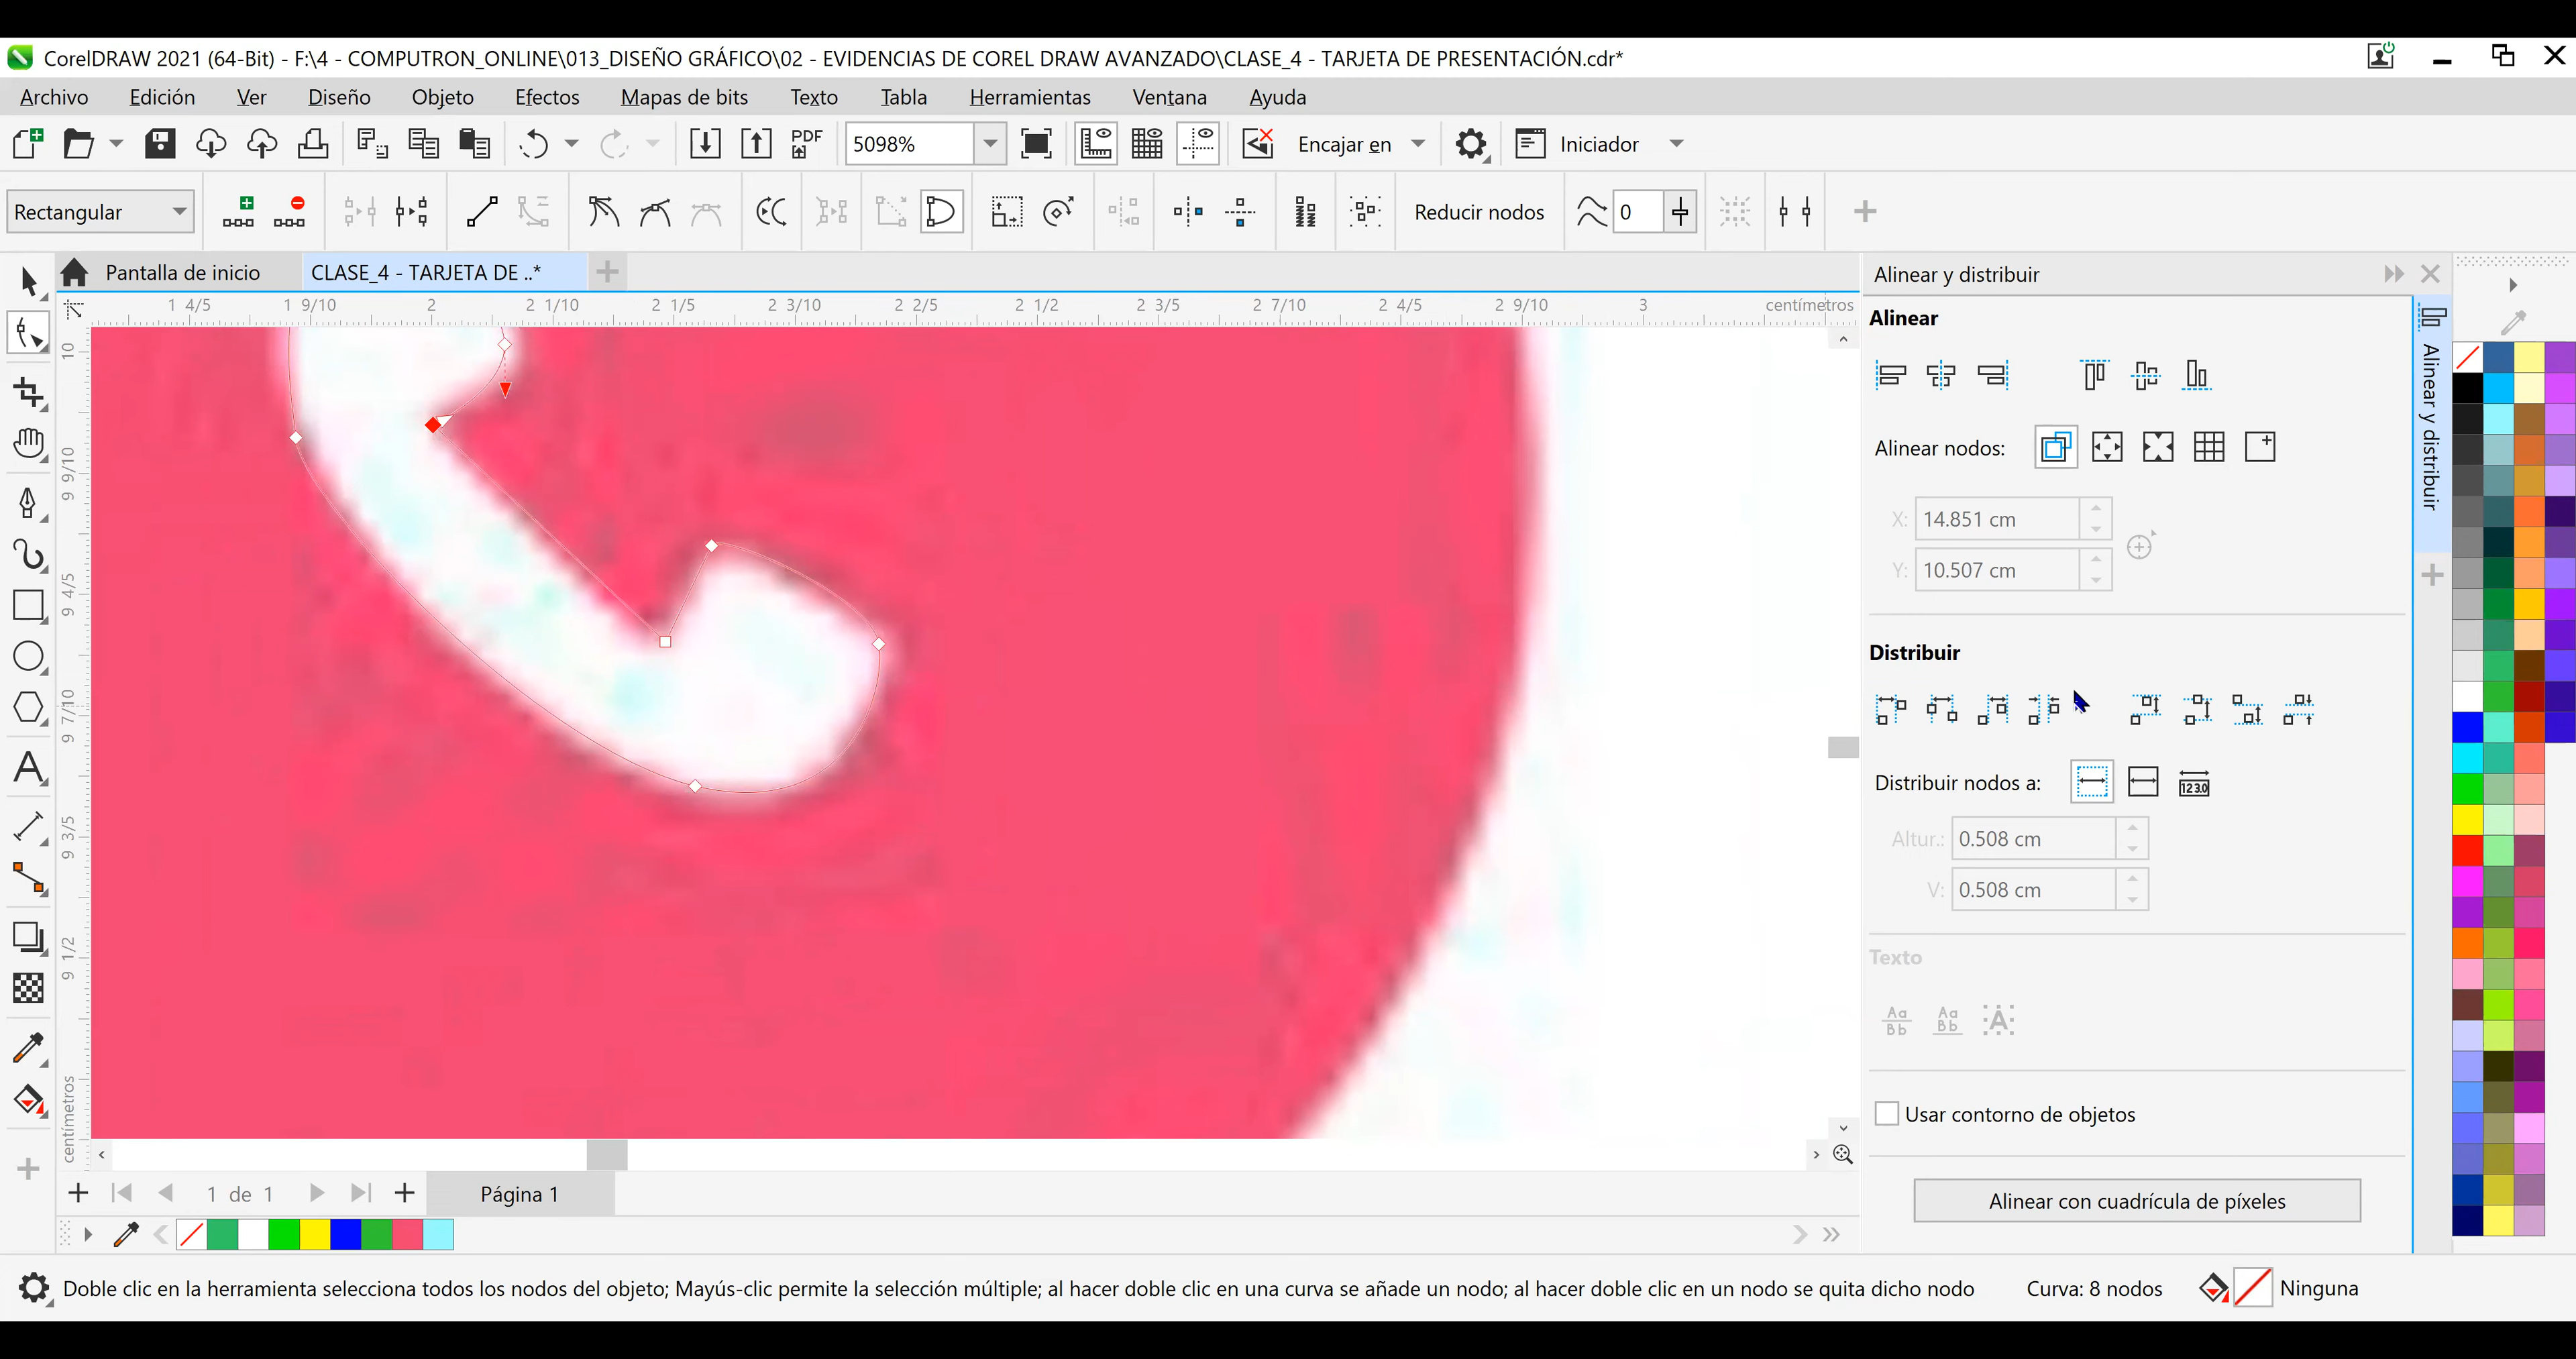 CorelDRAW 2021 (64-Bit) - F:\4 - COMPUTRON_ONLINE\013_DISEÑO GRÁFICO\02 - EVIDENCIAS DE COREL DRAW AVANZADO\CLASE_4 - TARJETA DE PRESENTACIÓN.cdr*
Archivo Edición Ver Diseño Objeto Efectos Mapas de bits Texto Tabla Herramientas Ventana Ayuda
PDF 5098% Encajar en Iniciador
Rectangular Reducir nodos 0
Pantalla de inicio CLASE_4 - TARJETA DE ..*
1 4/5 1 9/10 2 2 1/10 2 1/5 2 3/10 2 2/5 2 1/2 2 3/5 2 7/10 2 4/5 2 9/10 3 centímetros
10
9 9/10
9 4/5
9 7/10
9 3/5
9 1/2
centímetros
Alinear y distribuir
Alinear
Alinear nodos:
X: 14.851 cm
Y: 10.507 cm
Distribuir
Distribuir nodos a: 123.0
Altur.: 0.508 cm
V: 0.508 cm
Texto
Aa Bb Aa Bb A
Usar contorno de objetos
Alinear con cuadrícula de píxeles
Alinear y distribuir
1 de 1 Página 1
Doble clic en la herramienta selecciona todos los nodos del objeto; Mayús-clic permite la selección múltiple; al hacer doble clic en una curva se añade un nodo; al hacer doble clic en un nodo se quita dicho nodo Curva: 8 nodos Ninguna